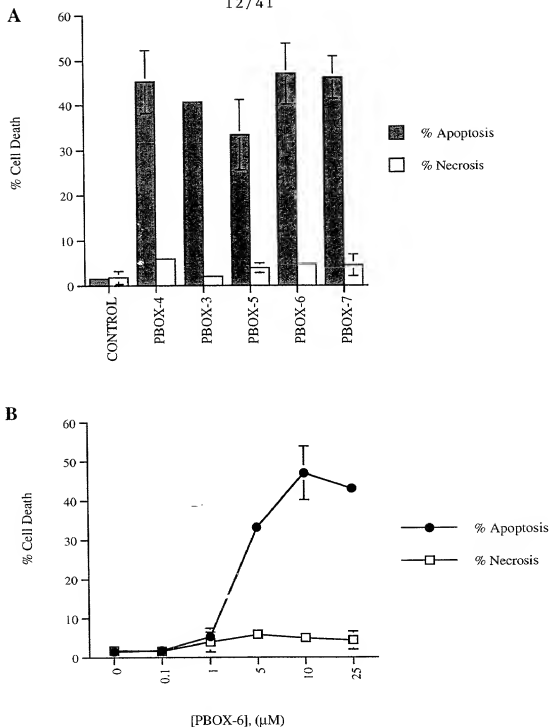 12/41
A
60
50
40
30
20
10
0
% Cell Death
CONTROL
PBOX-4
PBOX-3
PBOX-5
PBOX-6
PBOX-7
% Apoptosis
% Necrosis
B
60
50
40
30
20
10
0
% Cell Death
0
0.1
1
5
10
25
[PBOX-6], (μM)
% Apoptosis
% Necrosis